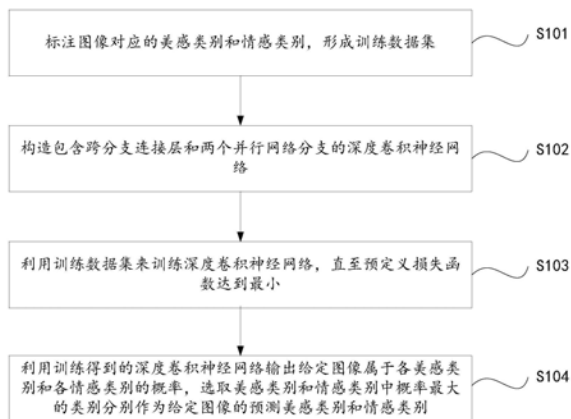 标注图像对应的美感类别和情感类别，形成训练数据集
S101
构造包含跨分支连接层和两个并行网络分支的深度卷积神经网
络
S102
利用训练数据集来训练深度卷积神经网络，直至预定义损失函
数达到最小
S103
利用训练得到的深度卷积神经网络输出给定图像属于各美感类
别和各情感类别的概率，选取美感类别和情感类别中概率最大
的类别分别作为给定图像的预测美感类别和情感类别
S104